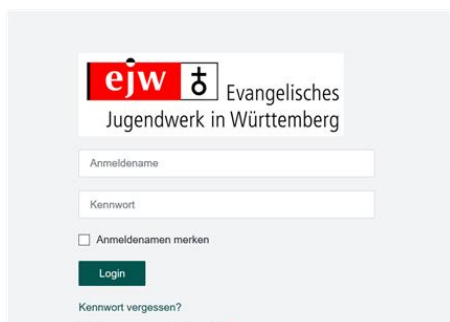 ejw Evangelisches
Jugendwerk in Württemberg
Anmeldename
Kennwort
Anmeldenamen merken
Login
Kennwort vergessen?